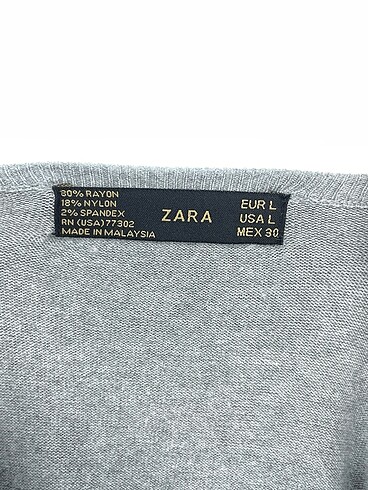 80% RAYON
18% NYLON
2% SPANDEX
RN (USA) 77302
MADE IN MALAYSIA
ZARA
EUR L
USA L
MEX 30